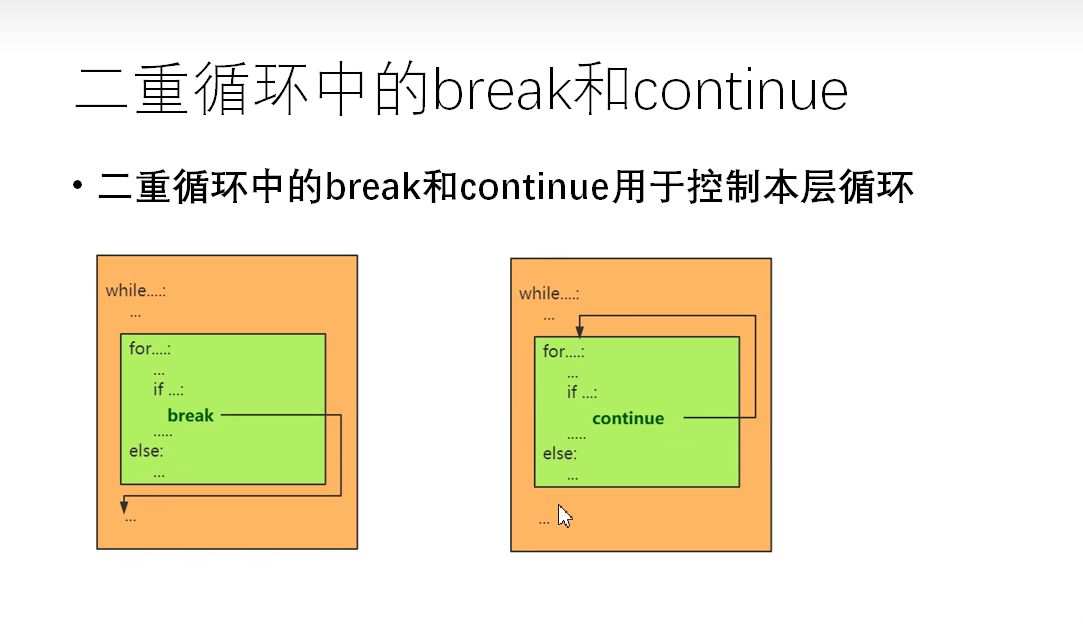 二重循环中的break和continue
• 二重循环中的break和continue用于控制本层循环
while....:
...
for....:
...
if ...:
break
.....
else:
...
...
while....:
...
for....:
...
if ...:
continue
.....
else:
...
...